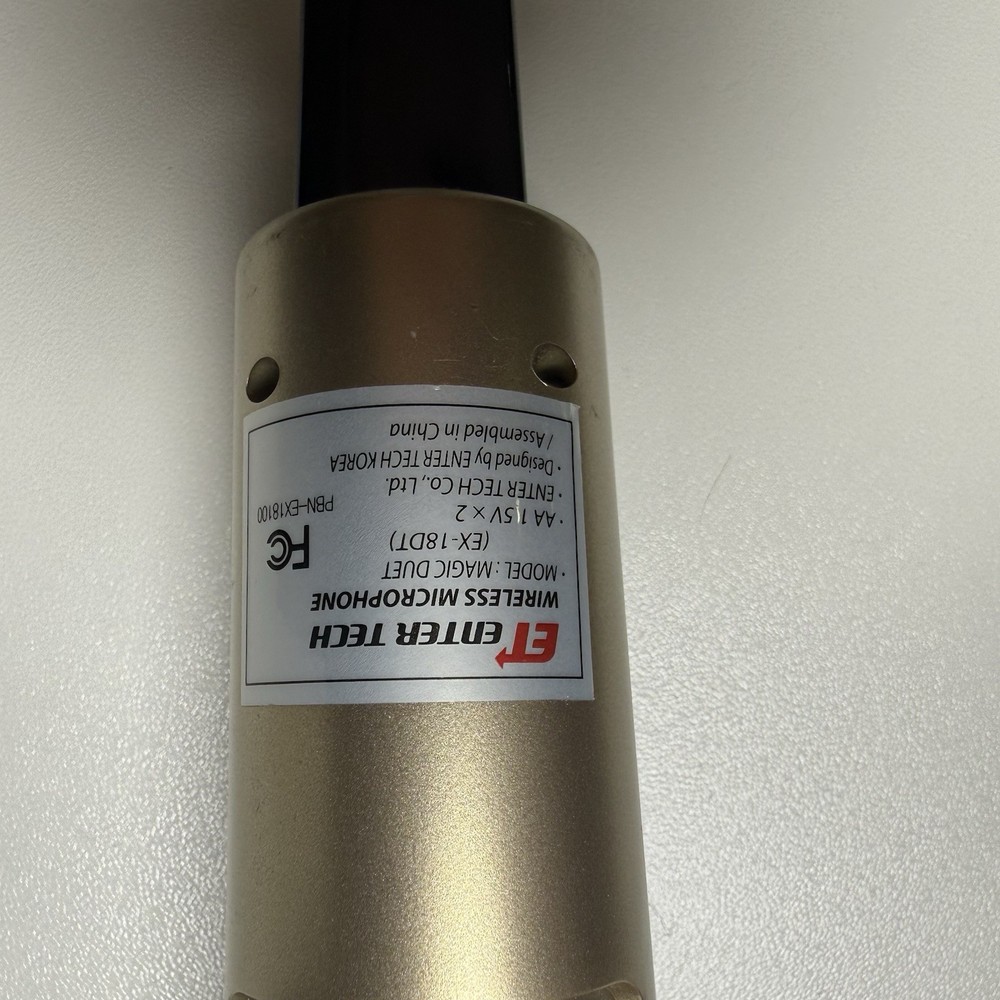 ET ENTER TECH
WIRELESS MICROPHONE
· MODEL : MAGIC DUET
(EX-18DT)
FC
· AA 1.5V × 2
PBN-EX18100
· ENTER TECH Co., Ltd.
· Designed by ENTER TECH KOREA
/ Assembled in China